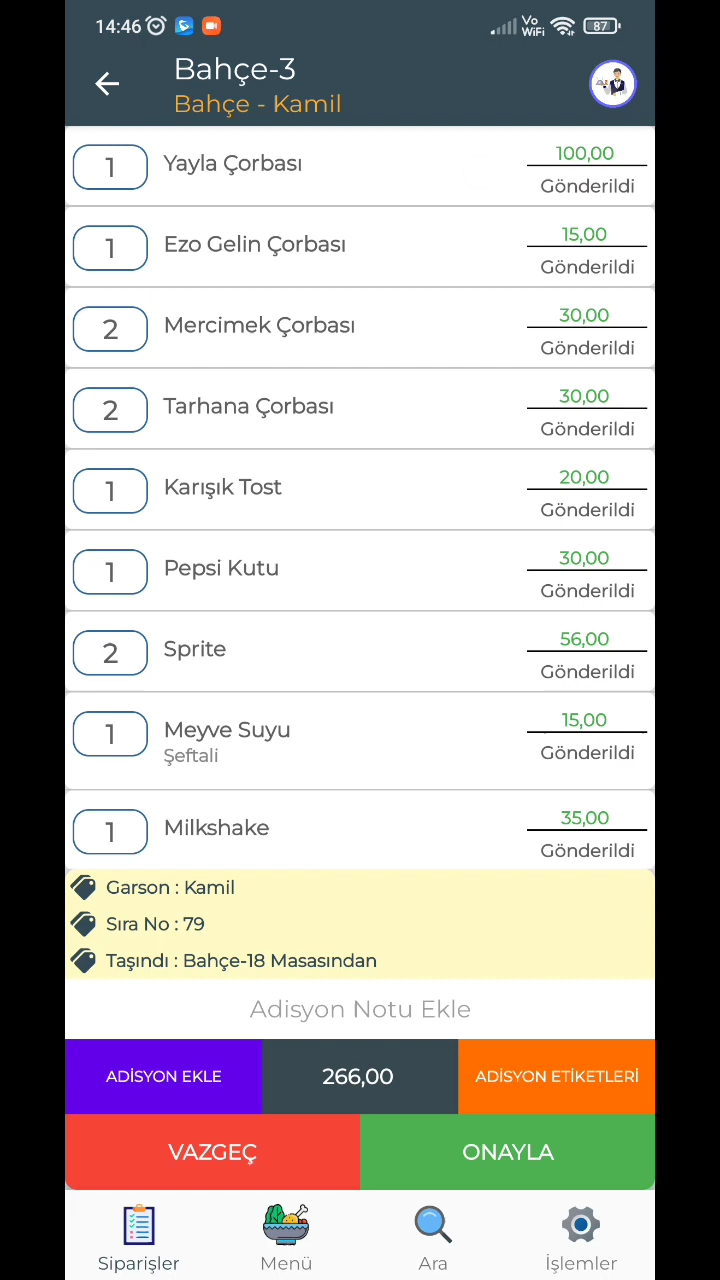 14:46
Vo
WiFi
87
Bahçe-3
Bahçe - Kamil
1 Yayla Çorbası 100,00
Gönderildi
1 Ezo Gelin Çorbası 15,00
Gönderildi
2 Mercimek Çorbası 30,00
Gönderildi
2 Tarhana Çorbası 30,00
Gönderildi
1 Karışık Tost 20,00
Gönderildi
1 Pepsi Kutu 30,00
Gönderildi
2 Sprite 56,00
Gönderildi
1 Meyve Suyu 15,00
Şeftali Gönderildi
1 Milkshake 35,00
Gönderildi
Garson : Kamil
Sıra No : 79
Taşındı : Bahçe-18 Masasından
Adisyon Notu Ekle
ADİSYON EKLE 266,00 ADİSYON ETİKETLERİ
VAZGEÇ ONAYLA
Siparişler Menü Ara İşlemler